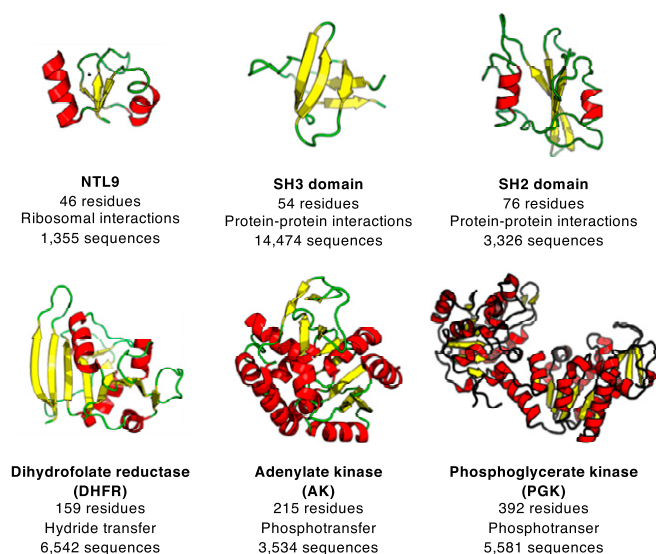 NTL9
46 residues
Ribosomal interactions
1,355 sequences
SH3 domain
54 residues
Protein-protein interactions
14,474 sequences
SH2 domain
76 residues
Protein-protein interactions
3,326 sequences
Dihydrofolate reductase
(DHFR)
159 residues
Hydride transfer
6,542 sequences
Adenylate kinase
(AK)
215 residues
Phosphotransfer
3,534 sequences
Phosphoglycerate kinase
(PGK)
392 residues
Phosphotranser
5,581 sequences